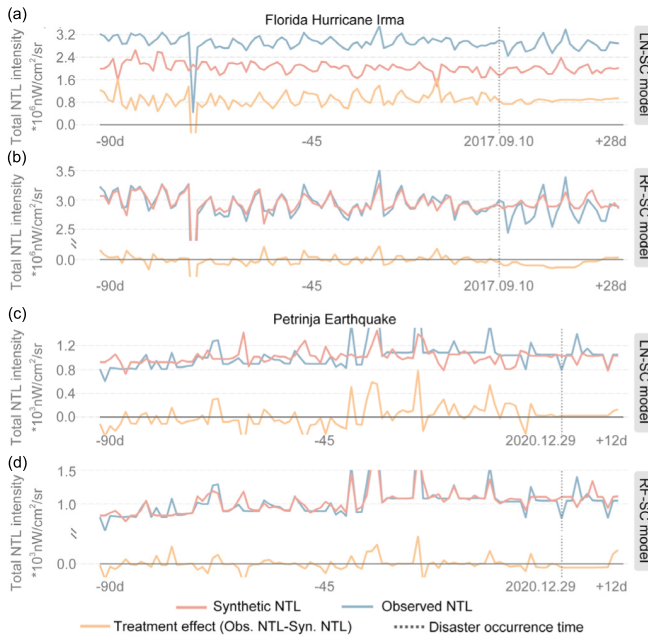 (a)
Florida Hurricane Irma
Total NTL intensity
*10⁶nW/cm²/sr
3.2
2.4
1.6
0.8
0.0
-90d
-45
2017.09.10
+28d
LN-SC model
(b)
Total NTL intensity
*10⁶nW/cm²/sr
3.5
3.0
2.5
0.0
-90d
-45
2017.09.10
+28d
RF-SC model
(c)
Petrinja Earthquake
Total NTL intensity
*10³nW/cm²/sr
1.2
0.8
0.4
0.0
-90d
-45
2020.12.29
+12d
LN-SC model
(d)
Total NTL intensity
*10³nW/cm²/sr
1.5
1.0
0.0
-90d
-45
2020.12.29
+12d
RF-SC model
Synthetic NTL
Observed NTL
Treatment effect (Obs. NTL-Syn. NTL)
Disaster occurrence time